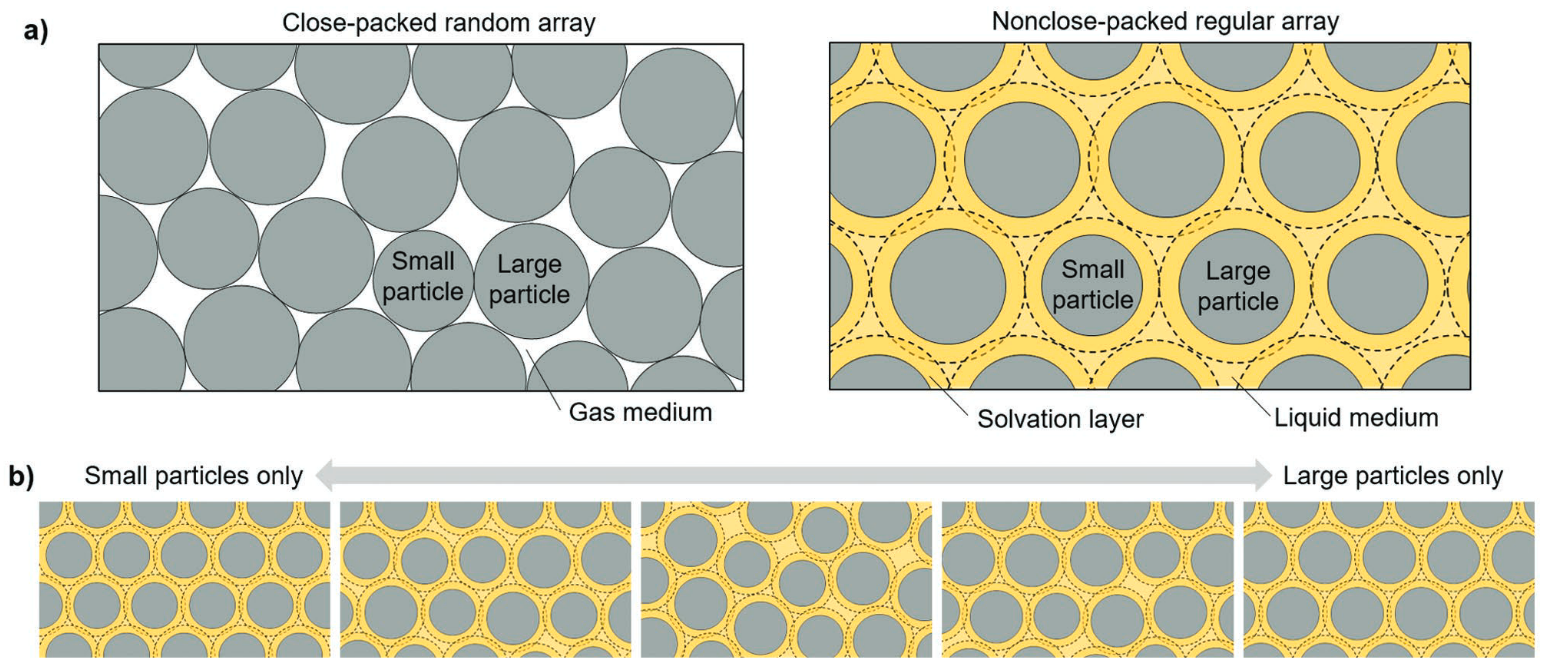 a)
Close-packed random array
Nonclose-packed regular array
Small
particle
Large
particle
Small
particle
Large
particle
Gas medium
Solvation layer
Liquid medium
b)
Small particles only
Large particles only